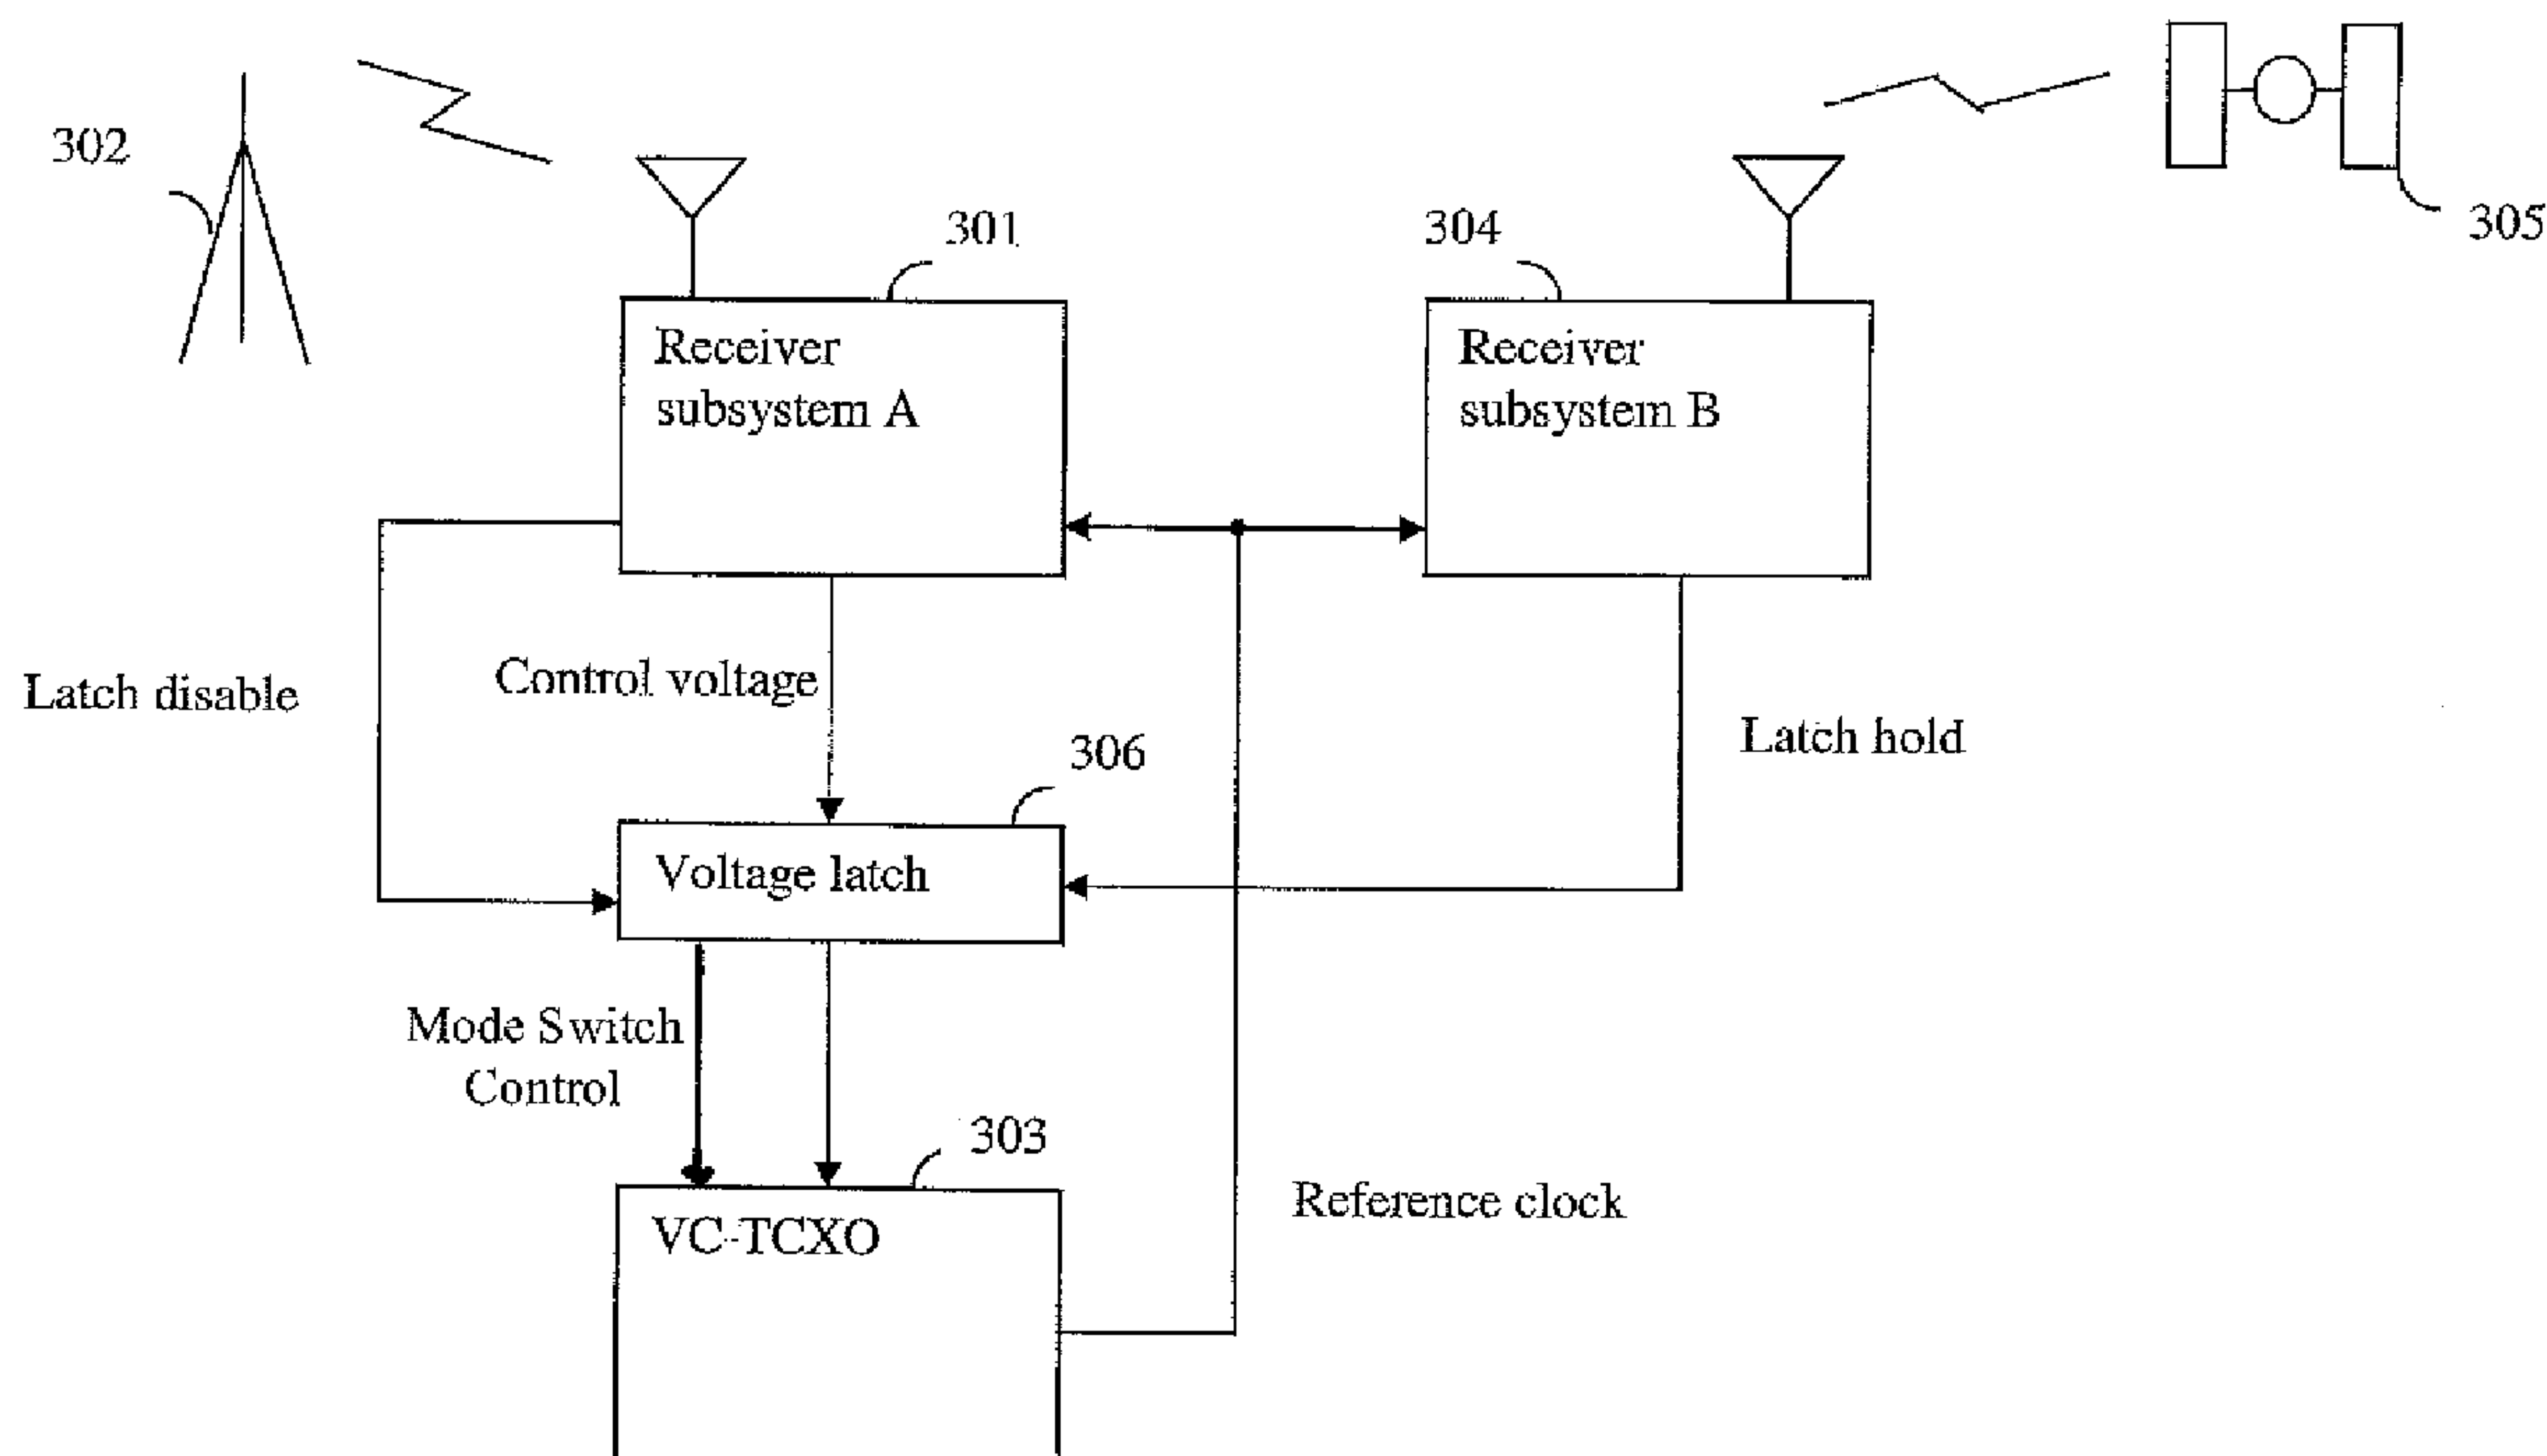 302
301
304
305
Receiver
subsystem A
Receiver
subsystem B
Latch disable
Control voltage
Latch hold
306
Voltage latch
Mode Switch
Control
303
VC-TCXO
Reference clock